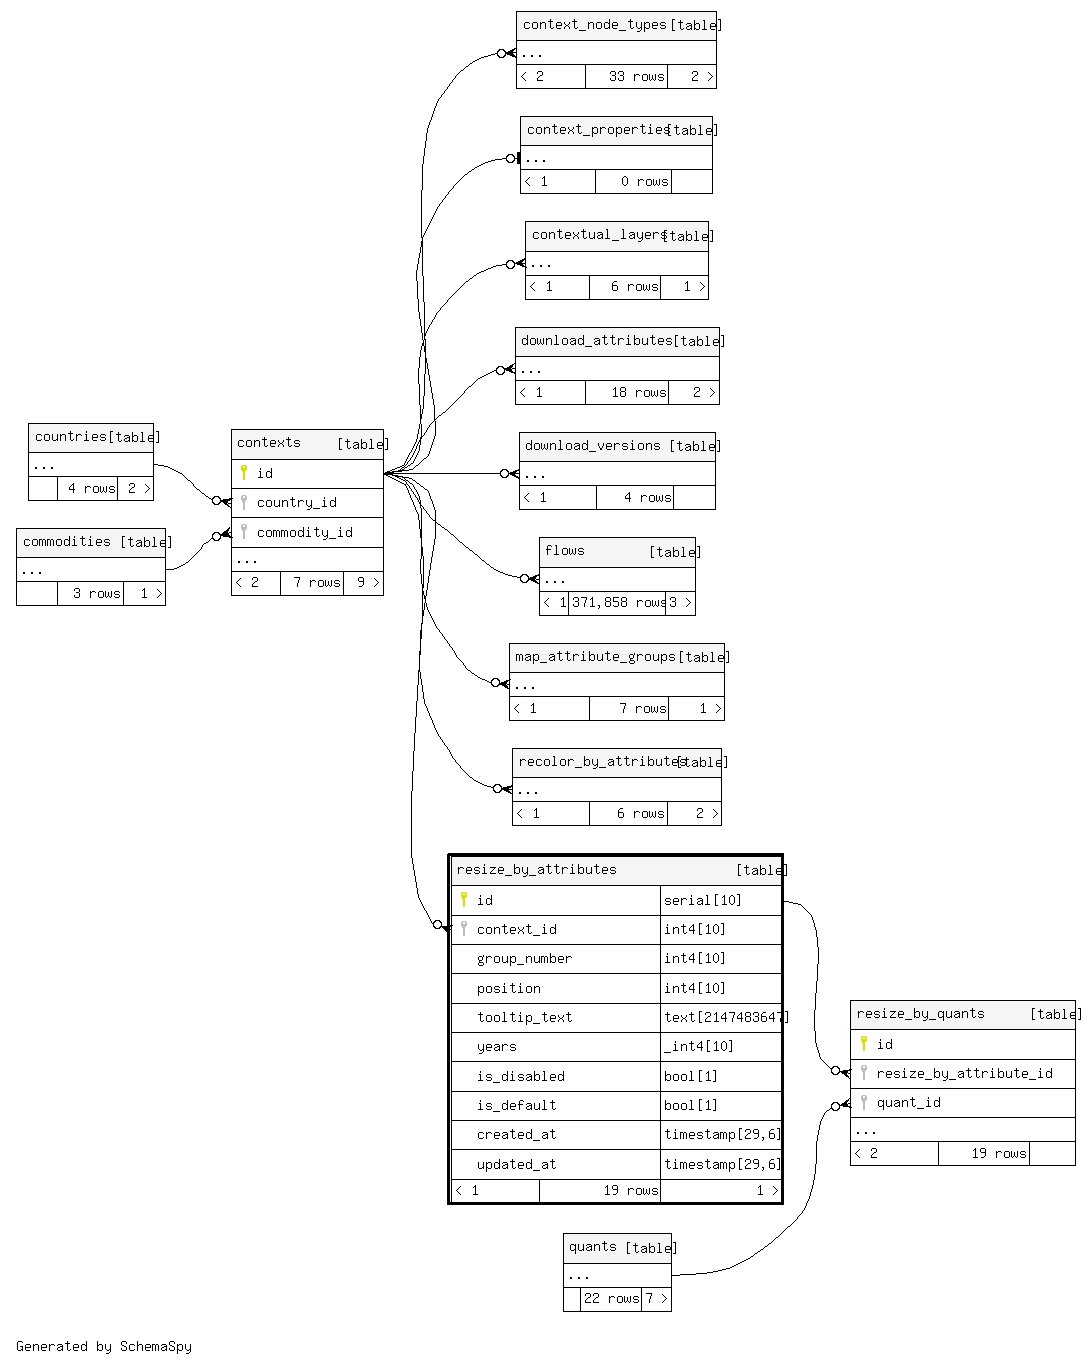 context_node_types [table]
...
< 2 33 rows 2 >
context_properties [table]
...
< 1 0 rows
contextual_layers [table]
...
< 1 6 rows 1 >
download_attributes [table]
...
< 1 18 rows 2 >
countries [table]
...
4 rows 2 >
commodities [table]
...
3 rows 1 >
contexts [table]
id
country_id
commodity_id
...
< 2 7 rows 9 >
download_versions [table]
...
< 1 4 rows
flows [table]
...
< 1 371,858 rows 3 >
map_attribute_groups [table]
...
< 1 7 rows 1 >
recolor_by_attributes [table]
...
< 1 6 rows 2 >
resize_by_attributes [table]
id serial[10]
context_id int4[10]
group_number int4[10]
position int4[10]
tooltip_text text[2147483647]
years _int4[10]
is_disabled bool[1]
is_default bool[1]
created_at timestamp[29,6]
updated_at timestamp[29,6]
< 1 19 rows 1 >
resize_by_quants [table]
id
resize_by_attribute_id
quant_id
...
< 2 19 rows
quants [table]
...
22 rows 7 >
Generated by SchemaSpy